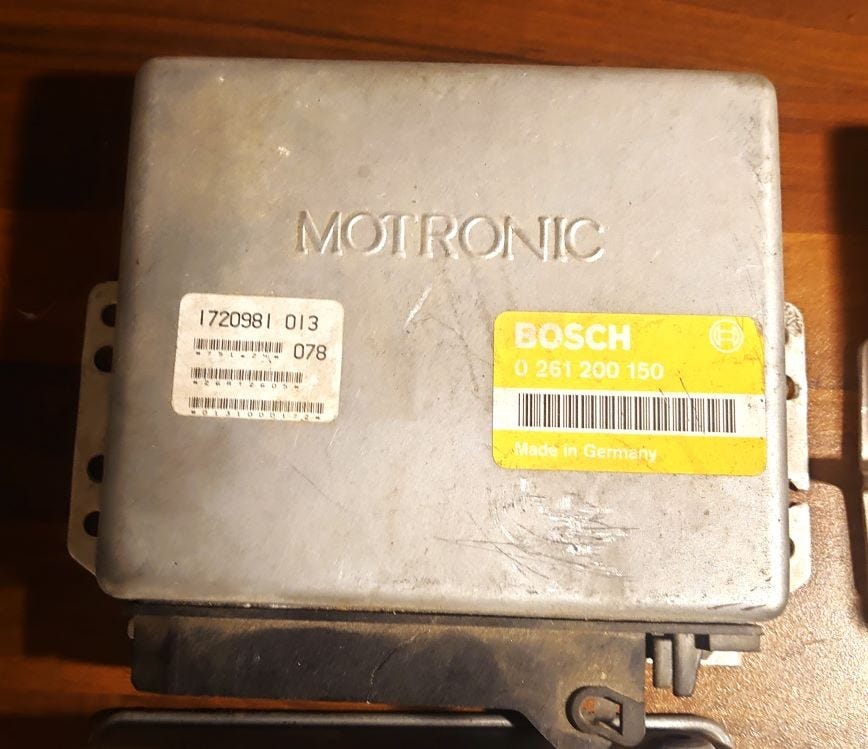 MOTRONIC
1720981 013
078
BOSCH
0 261 200 150
Made in Germany